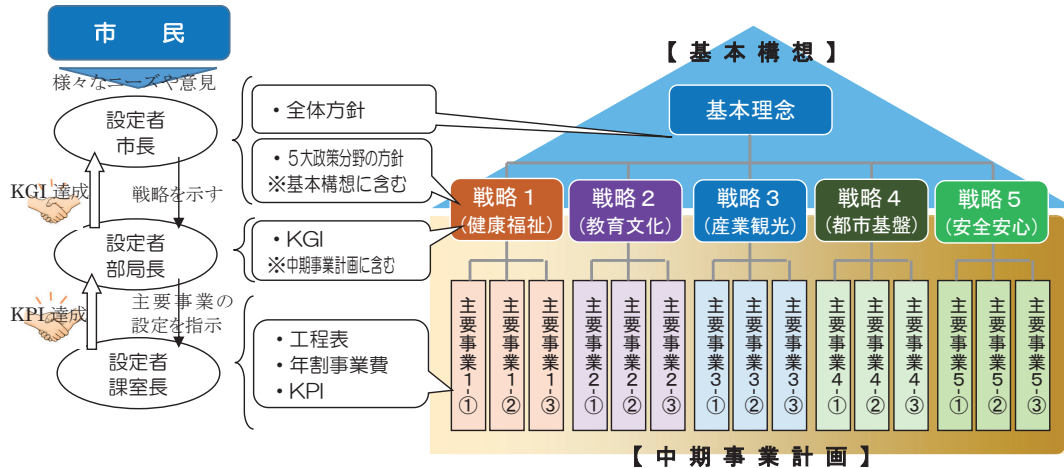 市　民
様々なニーズや意見
設定者
市長
KGI 達成
戦略を示す
設定者
部局長
KPI 達成
主要事業の
設定を指示
設定者
課室長
・全体方針
・５大政策分野の方針
※基本構想に含む
・KGI
※中期事業計画に含む
・工程表
・年割事業費
・KPI
【 基 本 構 想 】
基本理念
戦略１
(健康福祉)
戦略２
(教育文化)
戦略３
(産業観光)
戦略４
(都市基盤)
戦略５
(安全安心)
主要事業1-①
主要事業1-②
主要事業1-③
主要事業2-①
主要事業2-②
主要事業2-③
主要事業3-①
主要事業3-②
主要事業3-③
主要事業4-①
主要事業4-②
主要事業4-③
主要事業5-①
主要事業5-②
主要事業5-③
【 中 期 事 業 計 画 】